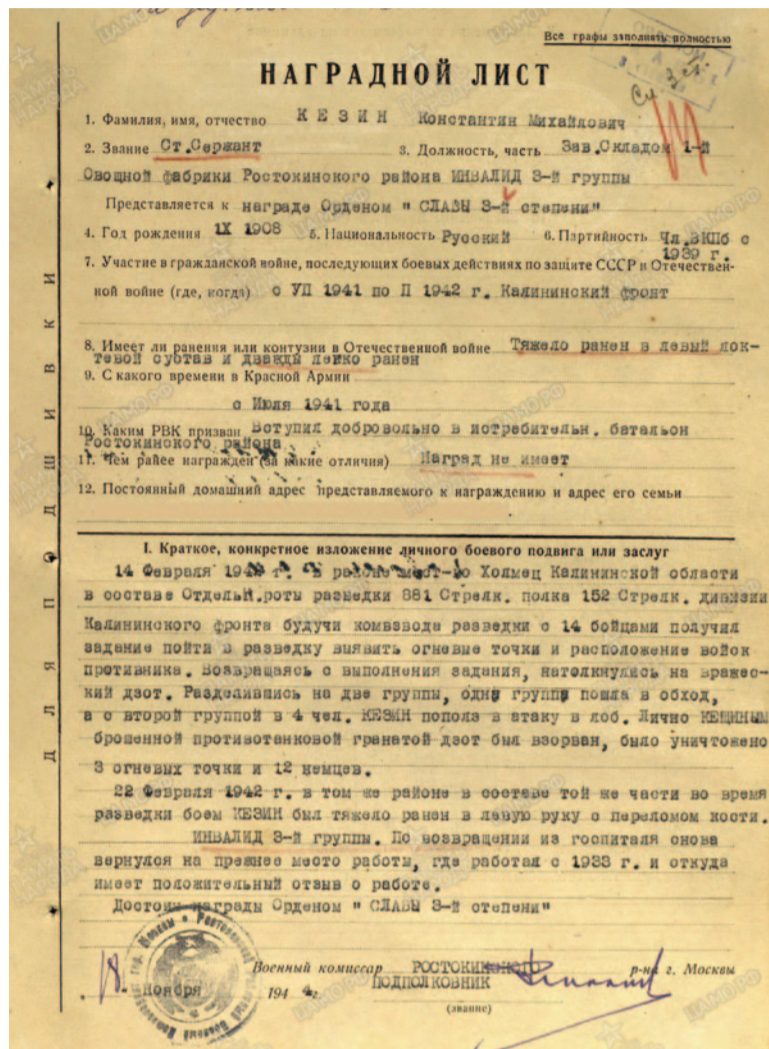 Все графы заполнять полностью
НАГРАДНОЙ ЛИСТ
1. Фамилия, имя, отчество КЕЗИН Константин Михайлович
2. Звание Ст.Сержант 3. Должность, часть Зав.Складом 1-й
Овощной фабрики Ростокинского района ИНВАЛИД 3-й группы
Представляется к награде Орденом " СЛАВЫ 3-й степени"
4. Год рождения IX 1908 5. Национальность Русский 6. Партийность Чл.ВКПб с
1939 г.
7. Участие в гражданской войне, последующих боевых действиях по защите СССР и Отечествен-
ной войне (где, когда) с УП 1941 по П 1942 г. Калининский фронт
8. Имеет ли ранения или контузии в Отечественной войне Тяжело ранен в левый лок-
тевой сустав и дважды легко ранен
9. С какого времени в Красной Армии
с Июля 1941 года
10. Каким РВК призван Вступил добровольно в истребительн. батальон
Ростокинского района
11. Чем ранее награжден (за какие отличия) Наград не имеет
12. Постоянный домашний адрес представляемого к награждению и адрес его семьи
ДЛЯ ПОДШИВКИ
I. Краткое, конкретное изложение личного боевого подвига или заслуг
14 Февраля г. в районе мест-ко Холмец Калининской области
в составе Отдельн.роты разведки 881 Стрелк. полка 152 Стрелк. дивизии
Калининского фронта будучи комвзвода разведки с 14 бойцами получил
задание пойти в разведку выявить огневые точки и расположение войск
противника. Возвращаясь с выполнения задания, натолкнулись на вражес-
кий дзот. Разделившись на две группы, одна группа пошла в обход,
а с второй группой в 4 чел. КЕЗИН пополз в атаку в лоб. Лично КЕЩИНЫМ
брошенной противотанковой гранатой дзот был взорван, было уничтожено
3 огневых точки и 12 немцев.
22 Февраля 1942 г. в том же районе в составе той же части во время
разведки боем КЕЗИН был тяжело ранен в левую руку с переломом кости.
ИНВАЛИД 3-й группы. По возвращении из госпиталя снова
вернулся на прежнее место работы, где работал с 1933 г. и откуда
имеет положительный отзыв о работе.
Достоин награды Орденом " СЛАВЫ 3-й степени"
Военный комиссар РОСТОКИНСКОГО р-на г. Москвы
ПОДПОЛКОВНИК
18. Ноября 194 г.
(звание)